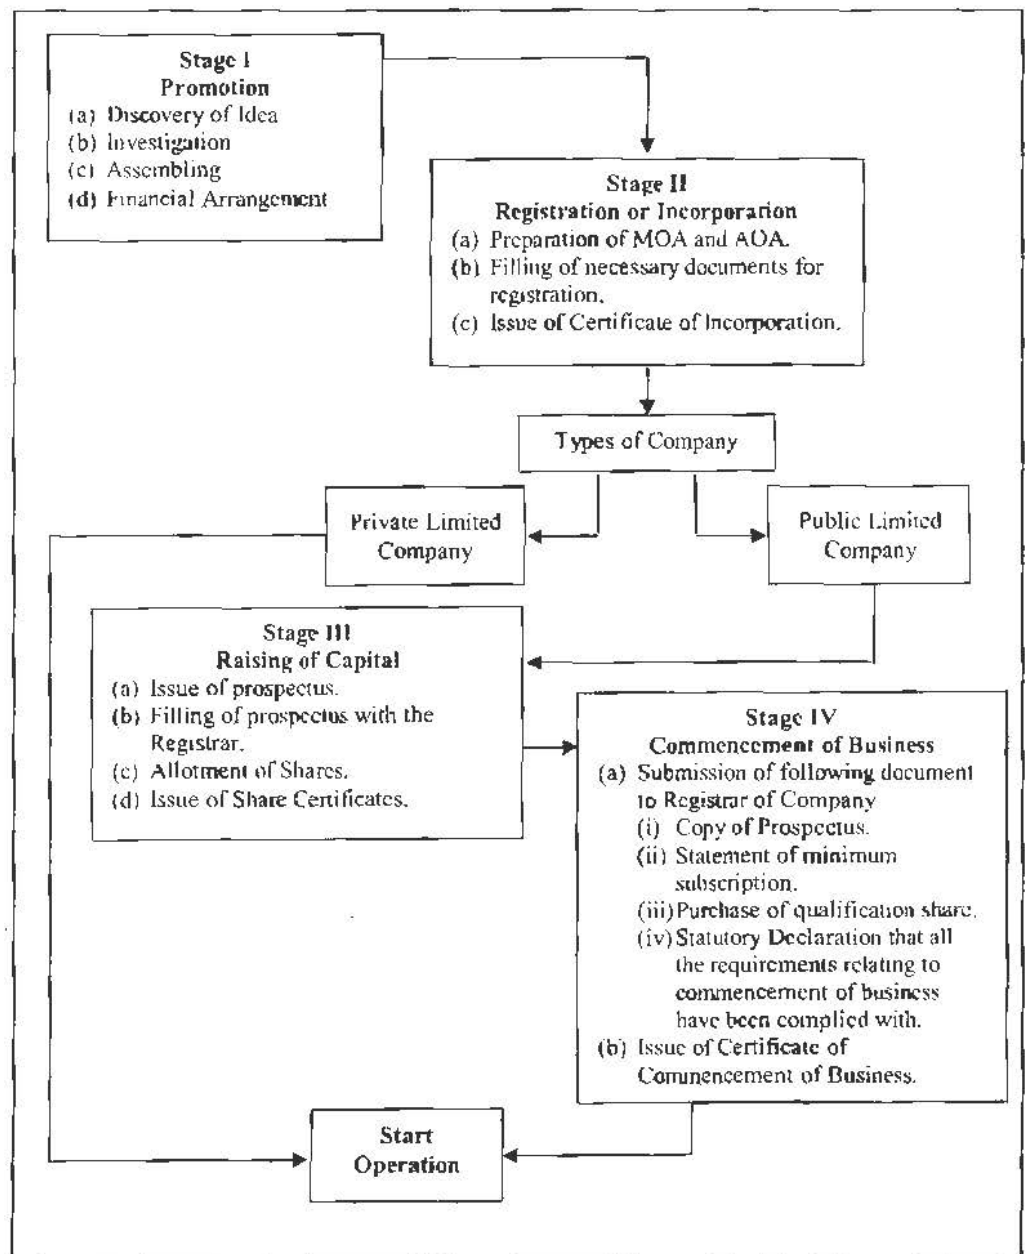 Stage I
Promotion
(a) Discovery of Idea
(b) Investigation
(c) Assembling
(d) Financial Arrangement
Stage II
Registration or Incorporation
(a) Preparation of MOA and AOA.
(b) Filling of necessary documents for
registration.
(c) Issue of Certificate of Incorporation.
Types of Company
Private Limited
Company
Public Limited
Company
Stage III
Raising of Capital
(a) Issue of prospectus.
(b) Filling of prospectus with the
Registrar.
(c) Allotment of Shares.
(d) Issue of Share Certificates.
Stage IV
Commencement of Business
(a) Submission of following document
to Registrar of Company
(i) Copy of Prospectus.
(ii) Statement of minimum
subscription.
(iii) Purchase of qualification share.
(iv) Statutory Declaration that all
the requirements relating to
commencement of business
have been complied with.
(b) Issue of Certificate of
Commencement of Business.
Start
Operation